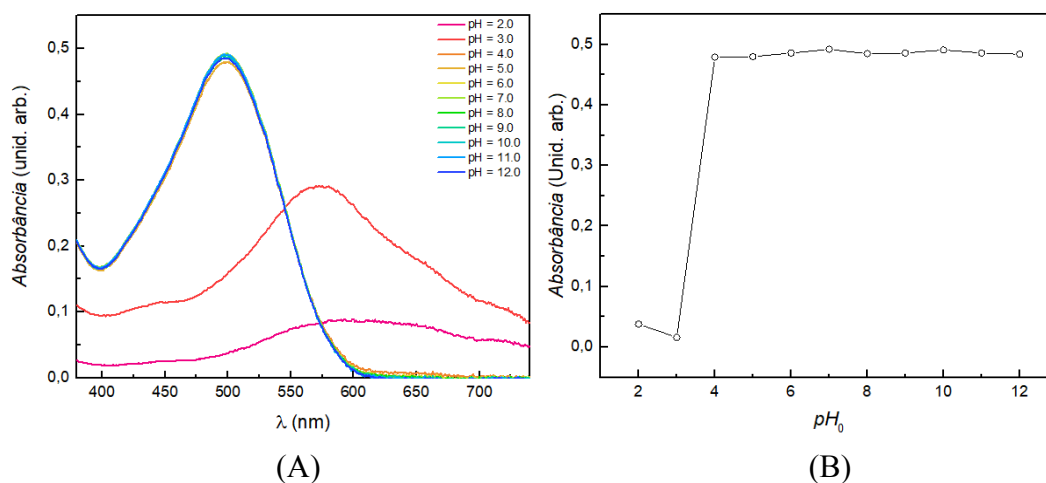 pH = 2.0
pH = 3.0
pH = 4.0
pH = 5.0
pH = 6.0
pH = 7.0
pH = 8.0
pH = 9.0
pH = 10.0
pH = 11.0
pH = 12.0
0,5
0,4
0,3
0,2
0,1
0,0
Absorbância (unid. arb.)
400 450 500 550 600 650 700
λ (nm)
(A)
0,5
0,4
0,3
0,2
0,1
0,0
Absorbância (Unid. arb.)
2 4 6 8 10 12
pH₀
(B)